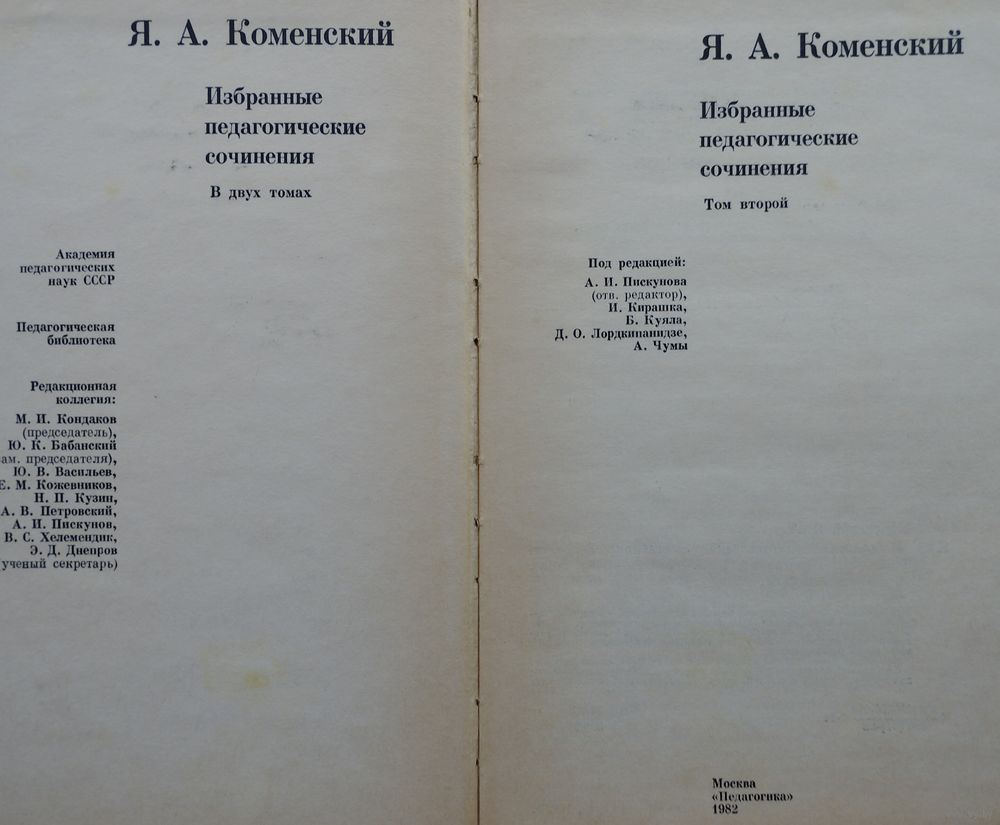 Я. А. Коменский
Избранные
педагогические
сочинения
В двух томах
Академия
педагогических
наук СССР
Педагогическая
библиотека
Редакционная
коллегия:
М. И. Кондаков
(председатель),
Ю. К. Бабанский
ам. председателя),
Ю. В. Васильев,
Е. М. Кожевников,
Н. П. Кузин,
А. В. Петровский,
А. И. Пискунов,
В. С. Хелемендик,
Э. Д. Днепров
(ученый секретарь)
Я. А. Коменский
Избранные
педагогические
сочинения
Том второй
Под редакцией:
А. И. Пискунова
(отв. редактор),
И. Кирашка,
Б. Куяла,
Д. О. Лордкипанидзе,
А. Чумы
Москва
«Педагогика»
1982